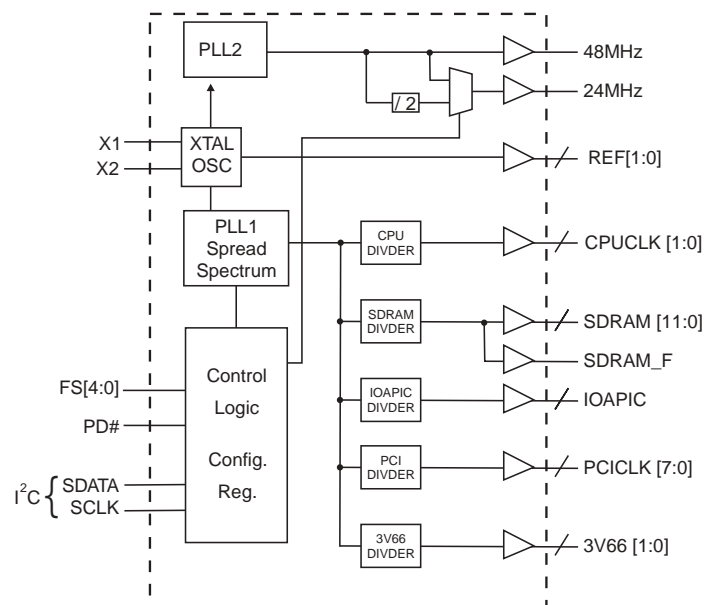 PLL2
48MHz
24MHz
/ 2
X1
X2
XTAL
OSC
REF[1:0]
PLL1
Spread
Spectrum
CPU
DIVDER
CPUCLK [1:0]
SDRAM
DIVDER
SDRAM [11:0]
SDRAM_F
Control
Logic
Config.
Reg.
FS[4:0]
PD#
I²C { SDATA
SCLK
IOAPIC
DIVDER
IOAPIC
PCI
DIVDER
PCICLK [7:0]
3V66
DIVDER
3V66 [1:0]